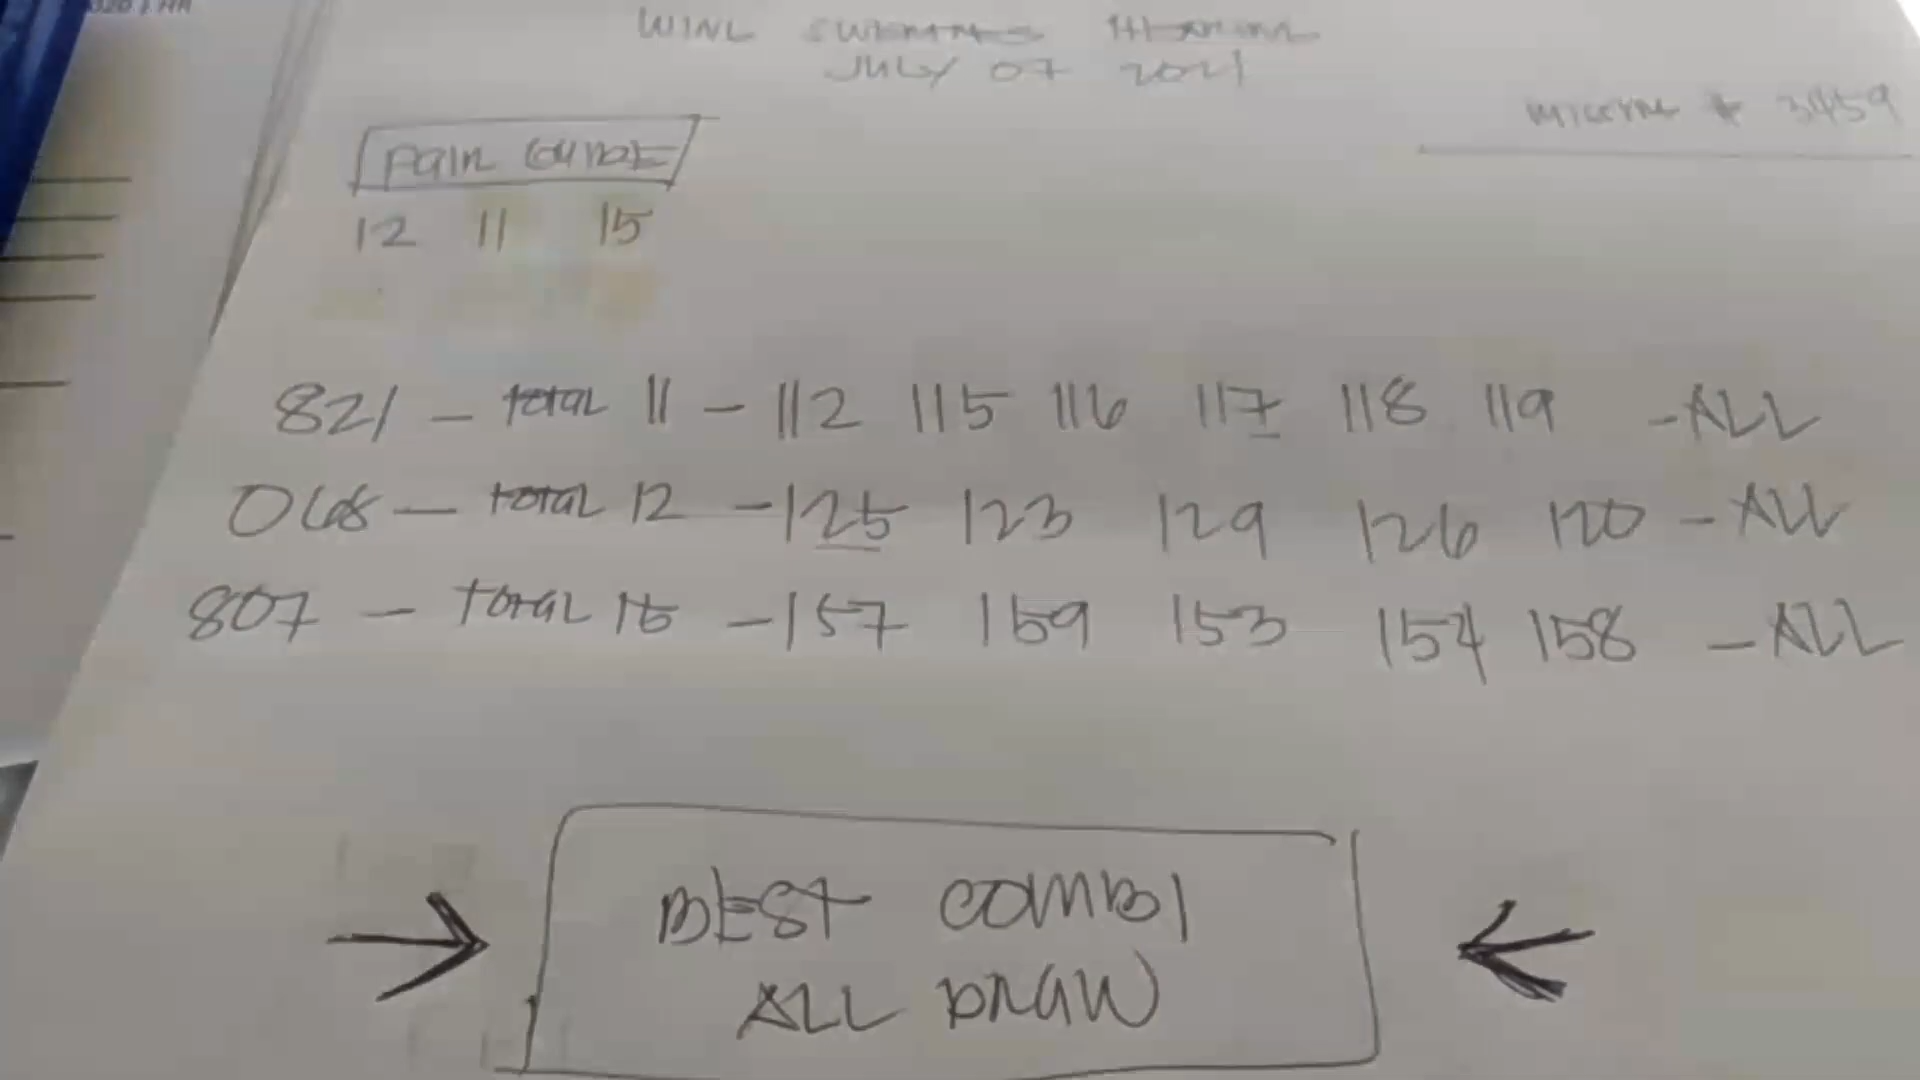 JULY 07 2021
# 3459
PAIR GUIDE
12 11 15
821 - total 11 - 112 115 116 117 118 119 - ALL
068 - total 12 - 125 123 129 126 120 - ALL
807 - total 15 - 157 159 153 154 158 - ALL
BEST COMBI
ALL DRAW